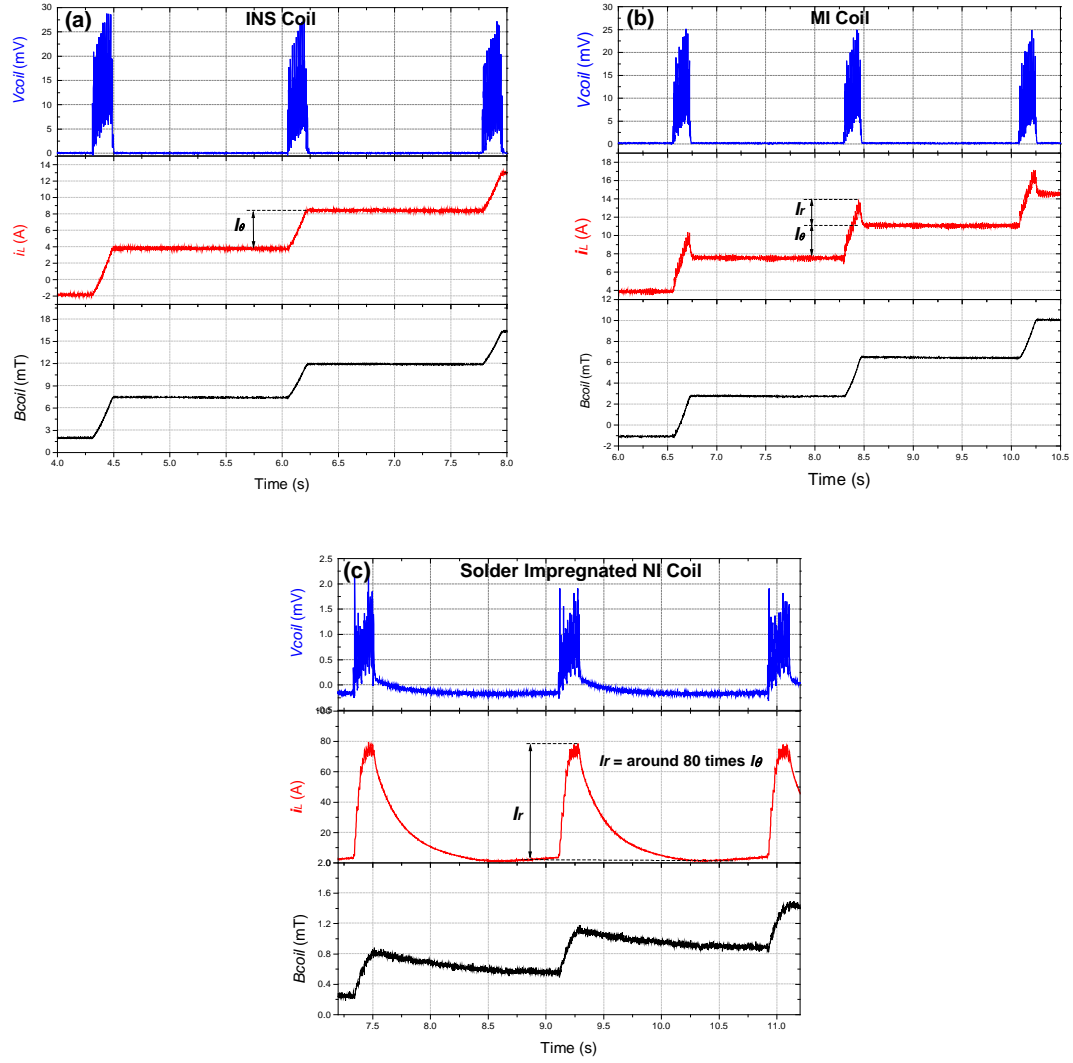 (a) INS Coil
Vcoil (mV)
30
25
20
15
10
5
0
iL (A)
14
12
10
8
6
4
2
0
-2
Iθ
Bcoil (mT)
18
15
12
9
6
3
0
4.0 4.5 5.0 5.5 6.0 6.5 7.0 7.5 8.0
Time (s)
(b) MI Coil
Vcoil (mV)
30
25
20
15
10
5
0
iL (A)
18
16
14
12
10
8
6
4
Ir
Iθ
Bcoil (mT)
12
10
8
6
4
2
0
-2
6.0 6.5 7.0 7.5 8.0 8.5 9.0 9.5 10.0 10.5
Time (s)
(c) Solder Impregnated NI Coil
Vcoil (mV)
2.5
2.0
1.5
1.0
0.5
0.0
iL (A)
80
60
40
20
Ir
Ir = around 80 times Iθ
Bcoil (mT)
2.0
1.6
1.2
0.8
0.4
0.0
7.5 8.0 8.5 9.0 9.5 10.0 10.5 11.0
Time (s)